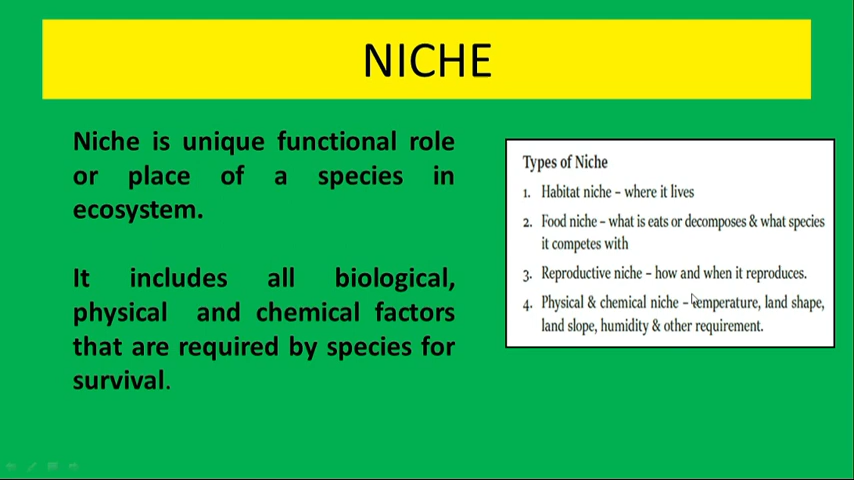 NICHE
Niche is unique functional role
or place of a species in
ecosystem.
It includes all biological,
physical and chemical factors
that are required by species for
survival.
Types of Niche
1. Habitat niche – where it lives
2. Food niche – what is eats or decomposes & what species
it competes with
3. Reproductive niche – how and when it reproduces.
4. Physical & chemical niche – temperature, land shape,
land slope, humidity & other requirement.